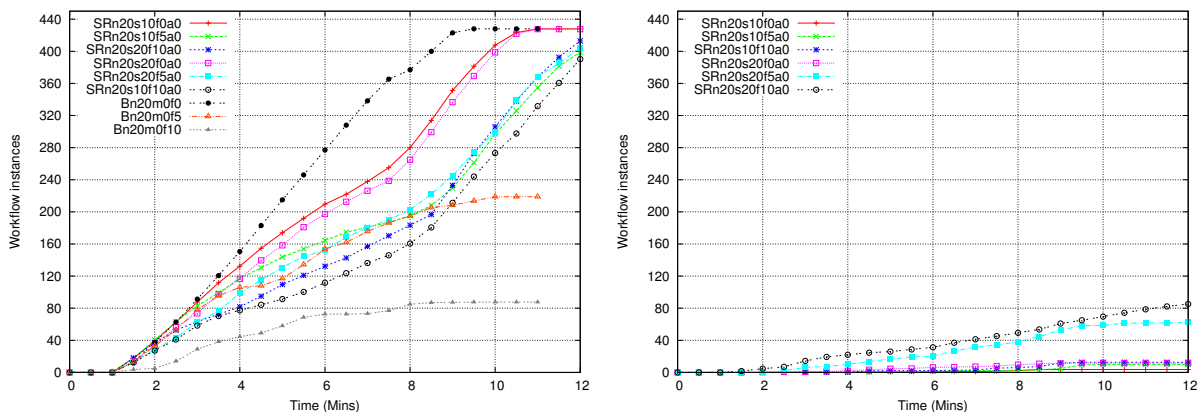 440
400
360
320
280
240
200
160
120
80
40
0
Workflow instances
SRn20s10f0a0
SRn20s10f5a0
SRn20s20f10a0
SRn20s20f0a0
SRn20s20f5a0
SRn20s10f10a0
Bn20m0f0
Bn20m0f5
Bn20m0f10
0 2 4 6 8 10 12
Time (Mins)
440
400
360
320
280
240
200
160
120
80
40
0
Workflow instances
SRn20s10f0a0
SRn20s10f5a0
SRn20s10f10a0
SRn20s20f0a0
SRn20s20f5a0
SRn20s20f10a0
0 2 4 6 8 10 12
Time (Mins)